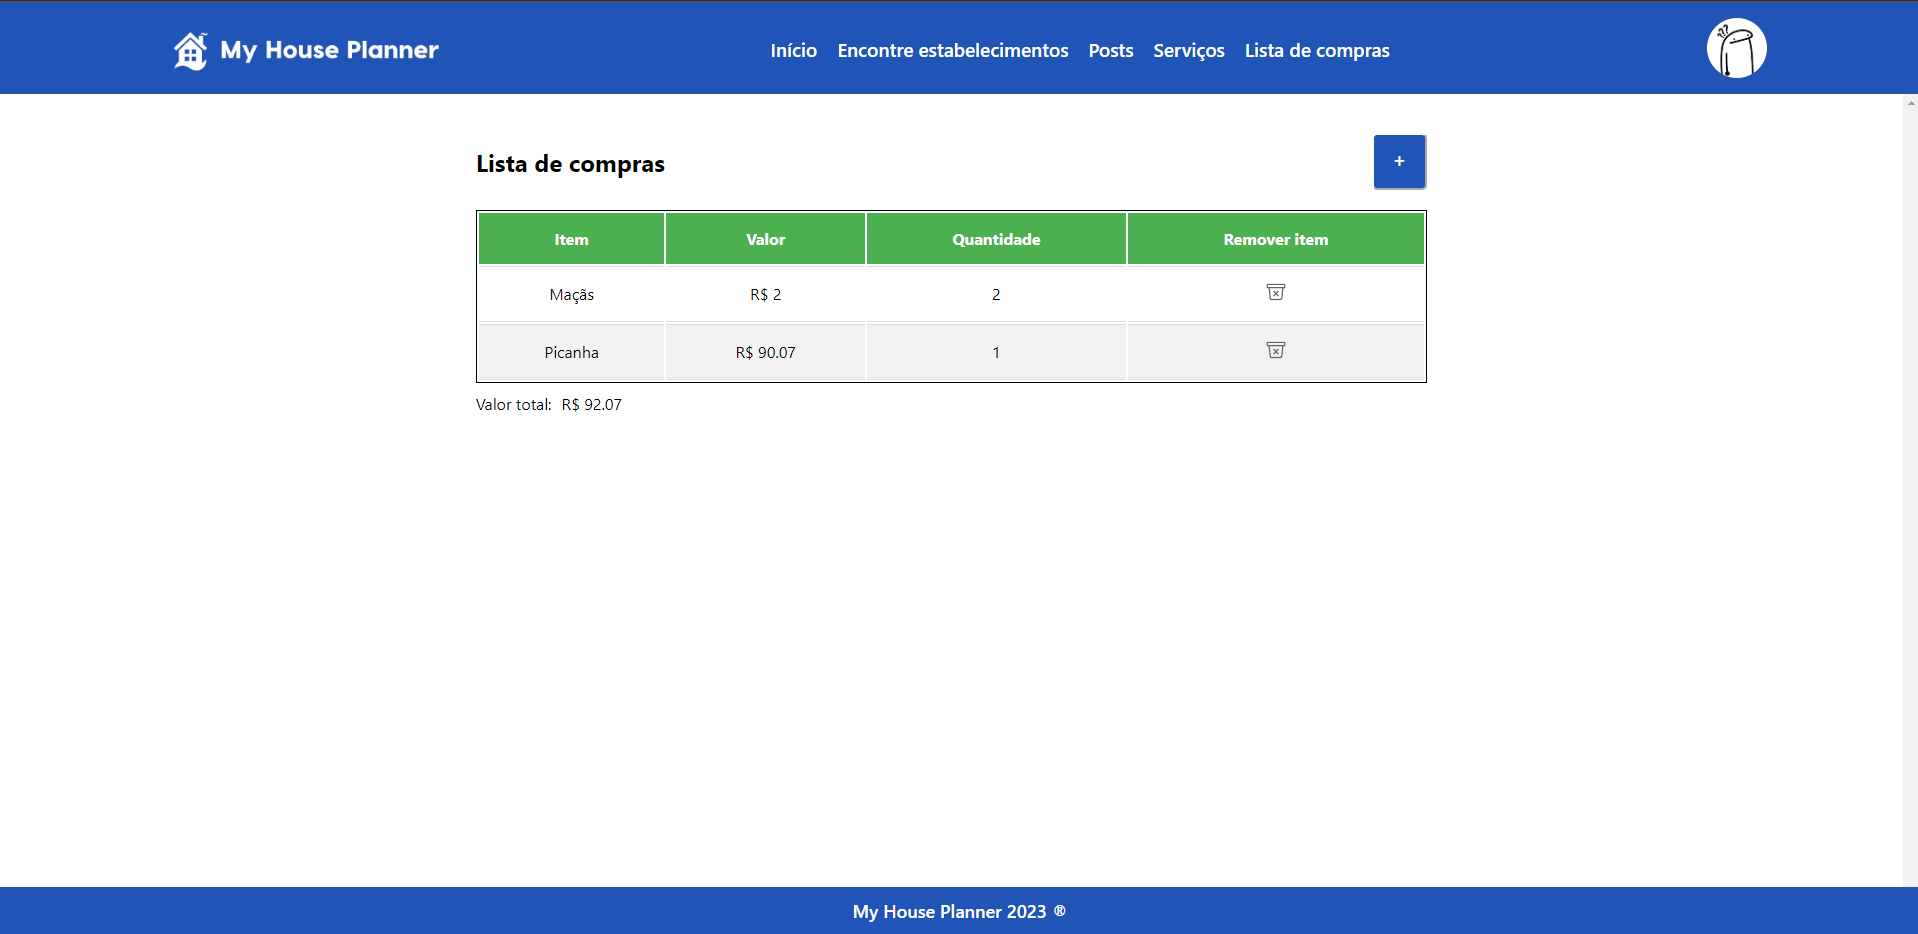 My House Planner
Início Encontre estabelecimentos Posts Serviços Lista de compras
Lista de compras
+
Item Valor Quantidade Remover item
Maçãs R$ 2 2
Picanha R$ 90.07 1
Valor total: R$ 92.07
My House Planner 2023 ®